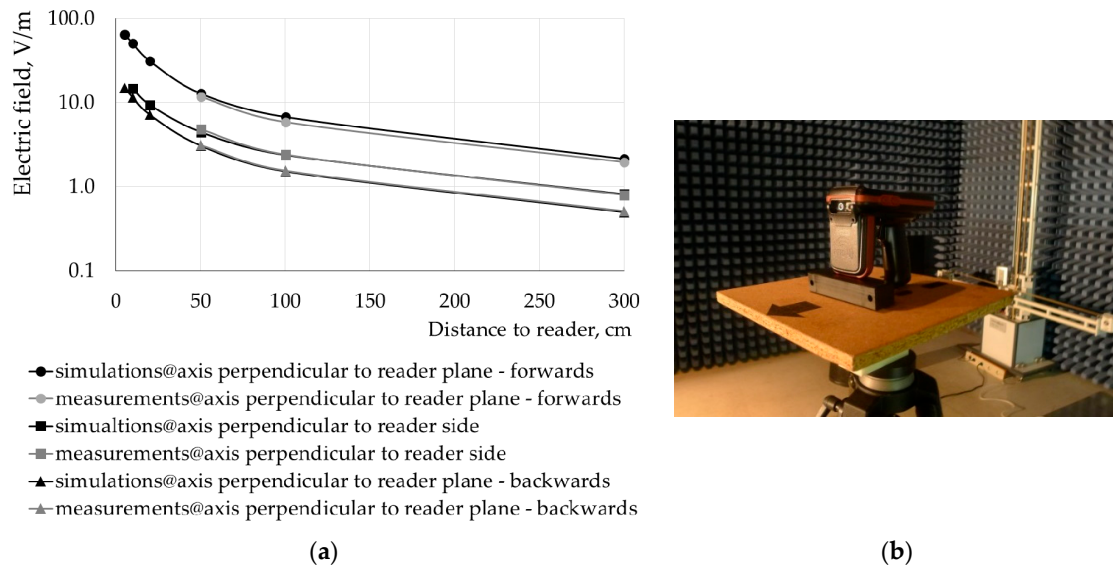 Electric field, V/m
100.0
10.0
1.0
0.1
0 50 100 150 200 250 300
Distance to reader, cm
simulations@axis perpendicular to reader plane - forwards
measurements@axis perpendicular to reader plane - forwards
simualtions@axis perpendicular to reader side
measurements@axis perpendicular to reader side
simulations@axis perpendicular to reader plane - backwards
measurements@axis perpendicular to reader plane - backwards
(a) (b)